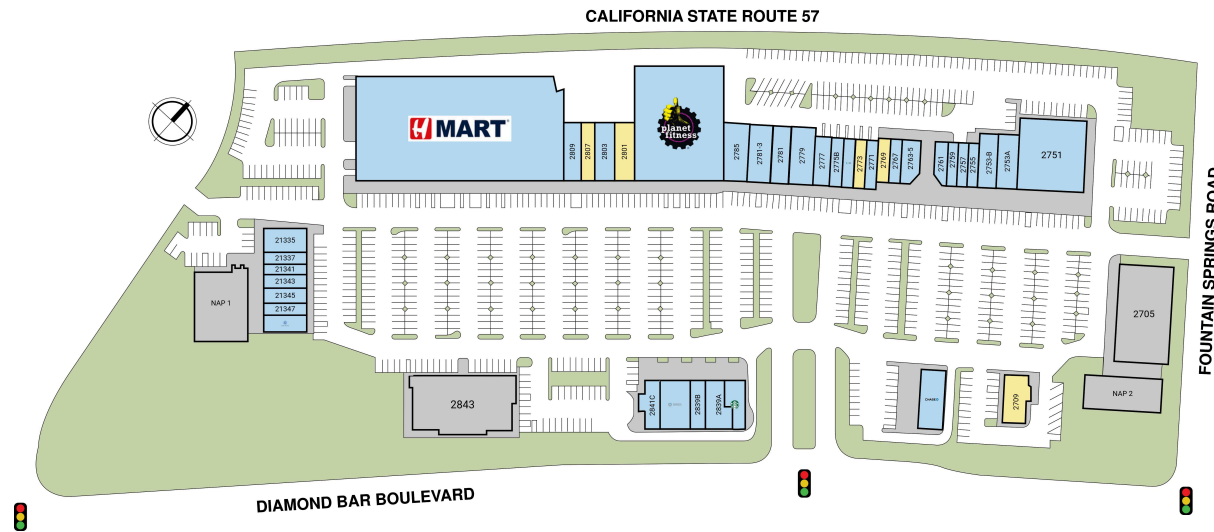 CALIFORNIA STATE ROUTE 57
H MART
planet
fitness
2809
2807
2803
2801
2785
2781-3
2781
2779
2777
2775B
2773
2771
2769
2767
2763-5
2761
2759
2757
2755
2753-B
2753A
2751
FOUNTAIN SPRINGS ROAD
21335
21337
21341
21343
21345
21347
NAP 1
2705
NAP 2
2843
2841C
2839B
2839A
2709
DIAMOND BAR BOULEVARD